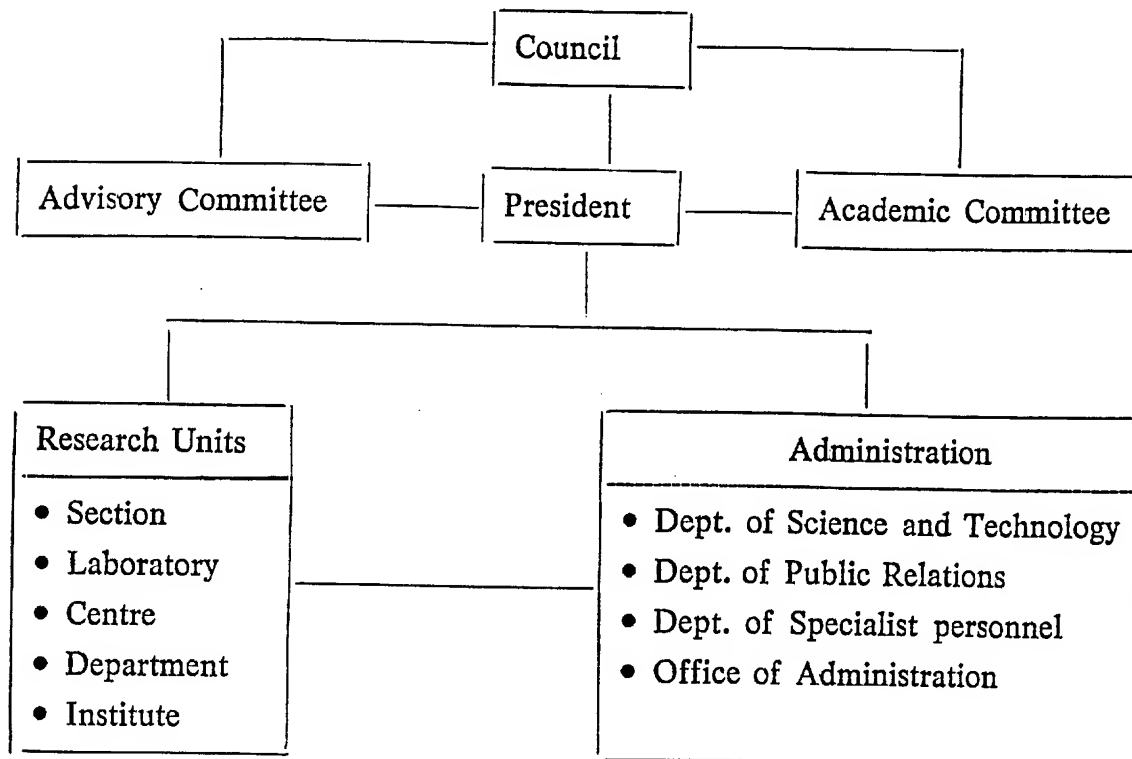 Council
Advisory Committee
President
Academic Committee
Research Units
• Section
• Laboratory
• Centre
• Department
• Institute
Administration
• Dept. of Science and Technology
• Dept. of Public Relations
• Dept. of Specialist personnel
• Office of Administration